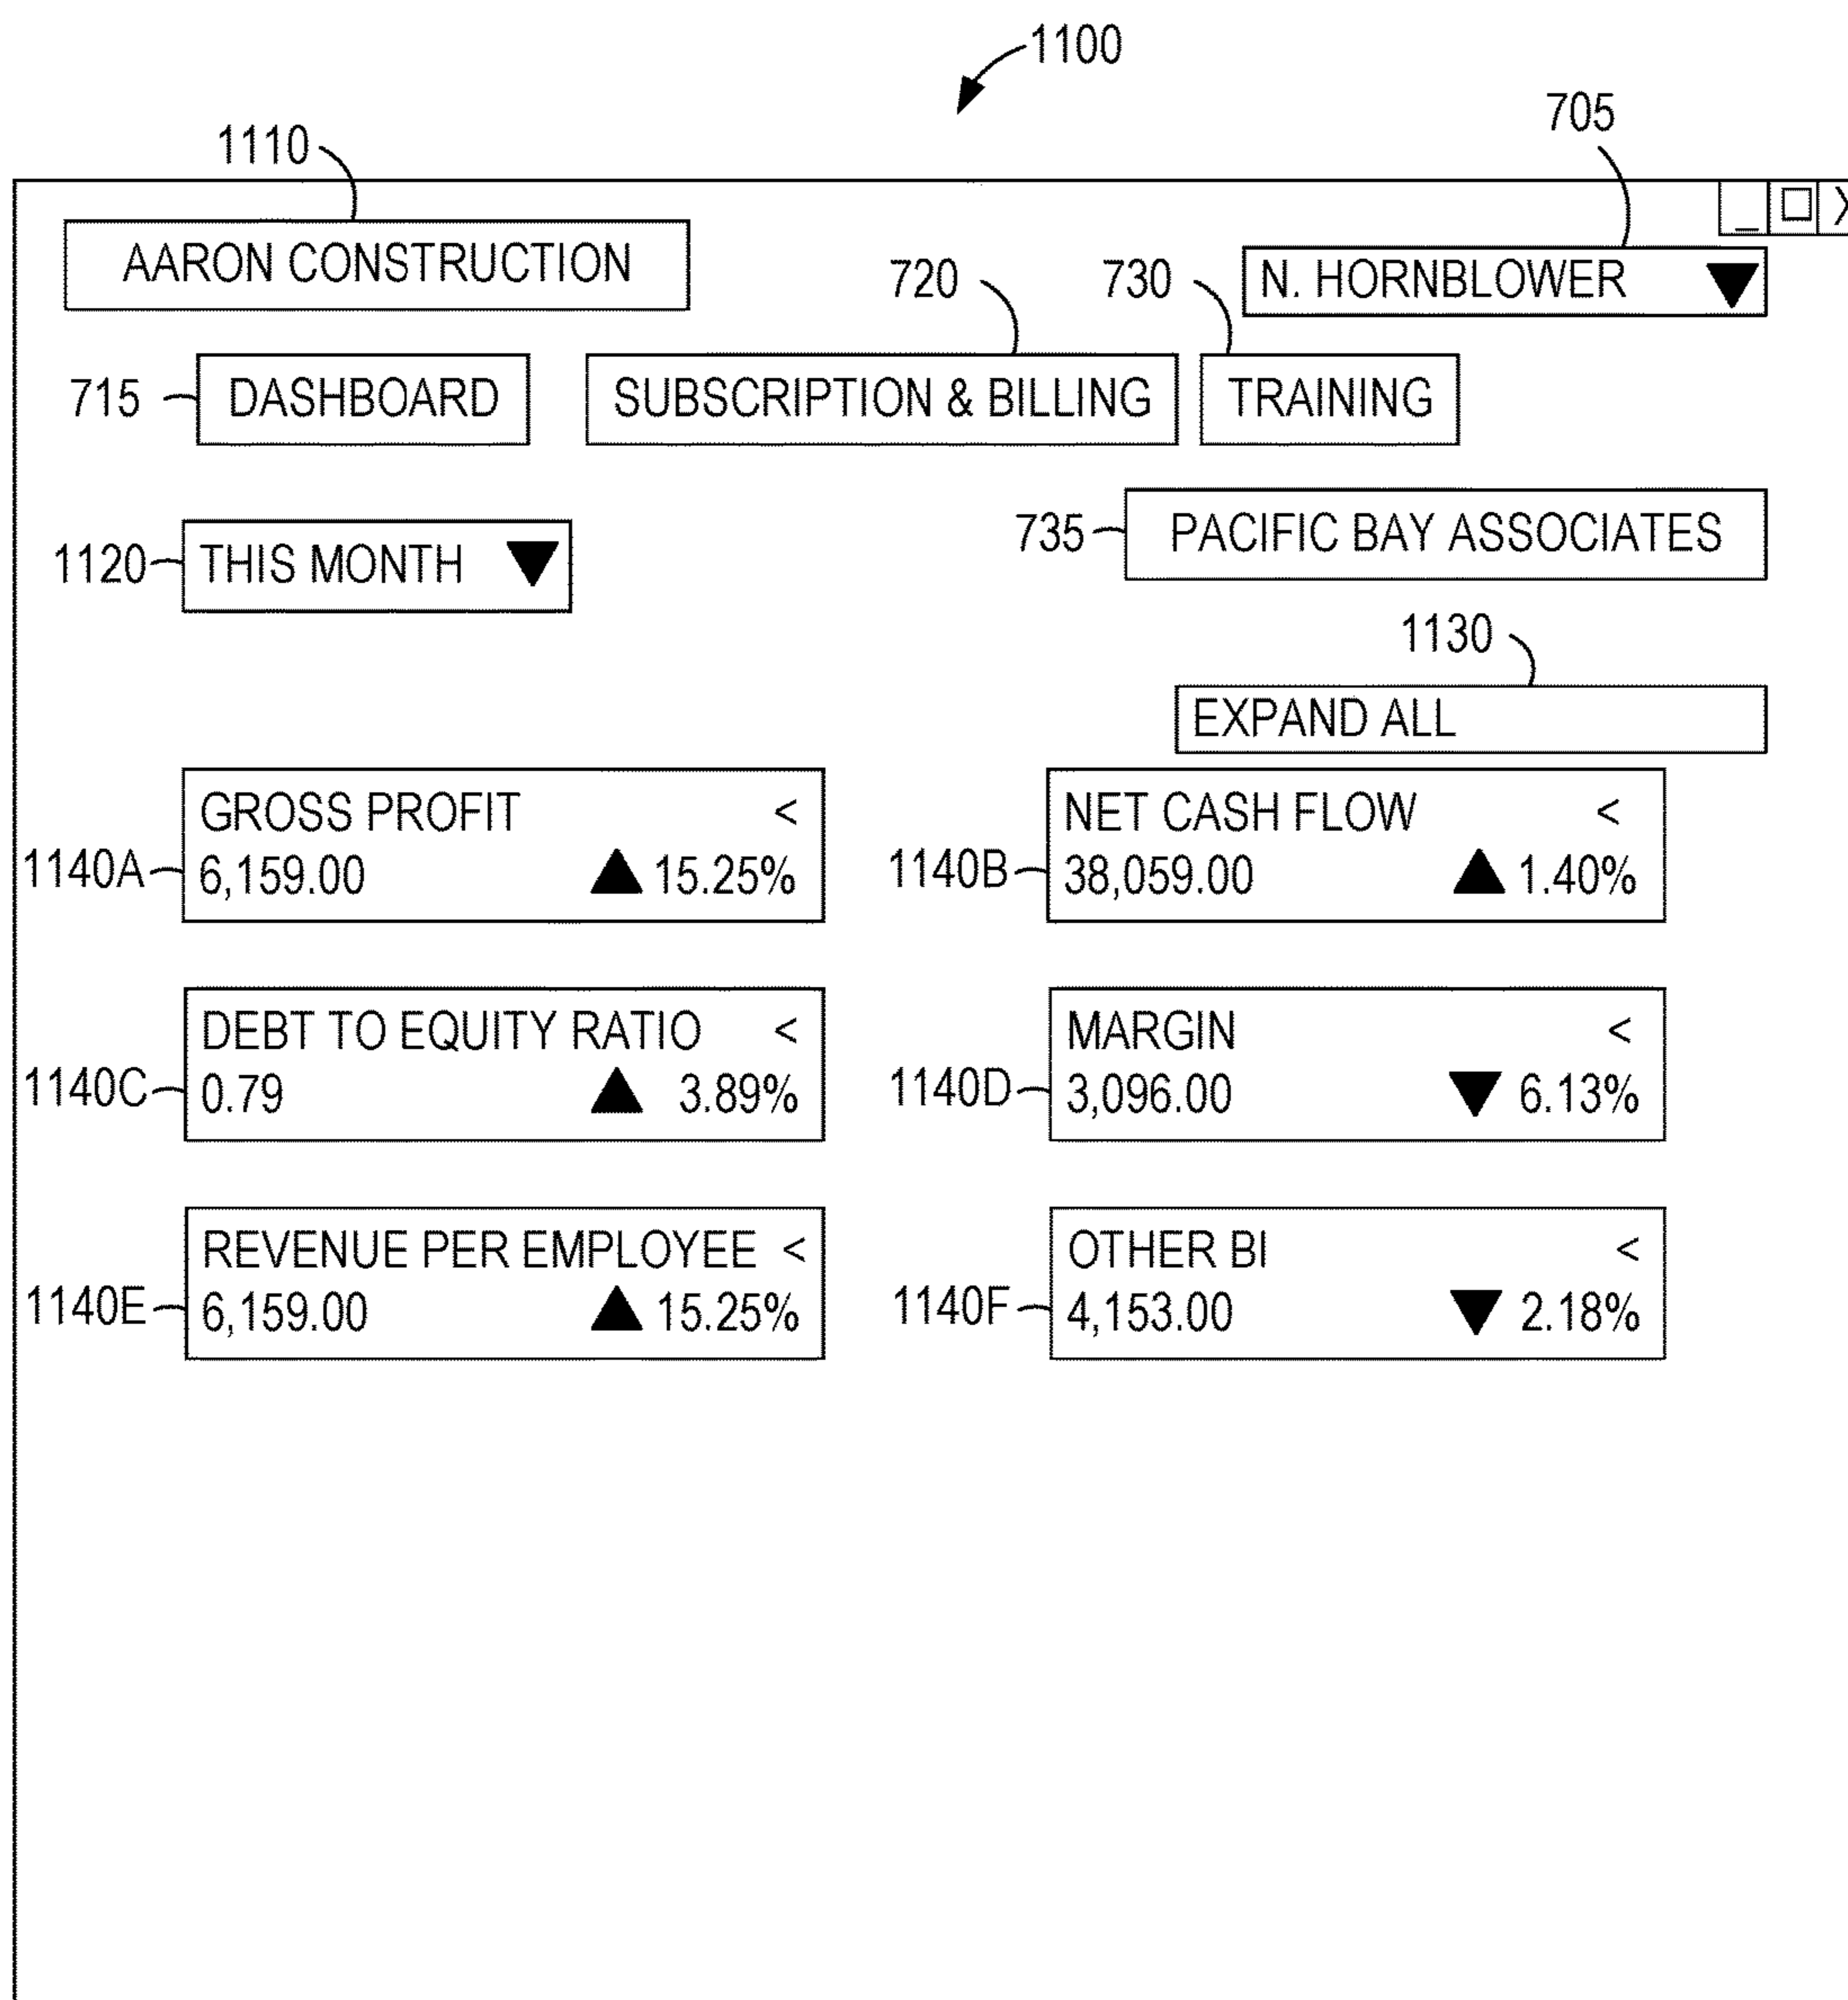 1100
1110
705
AARON CONSTRUCTION
720
730
N. HORNBLOWER
715
DASHBOARD
SUBSCRIPTION & BILLING
TRAINING
1120
THIS MONTH
735
PACIFIC BAY ASSOCIATES
1130
EXPAND ALL
1140A
GROSS PROFIT <
6,159.00 ▲ 15.25%
1140B
NET CASH FLOW <
38,059.00 ▲ 1.40%
1140C
DEBT TO EQUITY RATIO <
0.79 ▲ 3.89%
1140D
MARGIN <
3,096.00 ▼ 6.13%
1140E
REVENUE PER EMPLOYEE <
6,159.00 ▲ 15.25%
1140F
OTHER BI <
4,153.00 ▼ 2.18%